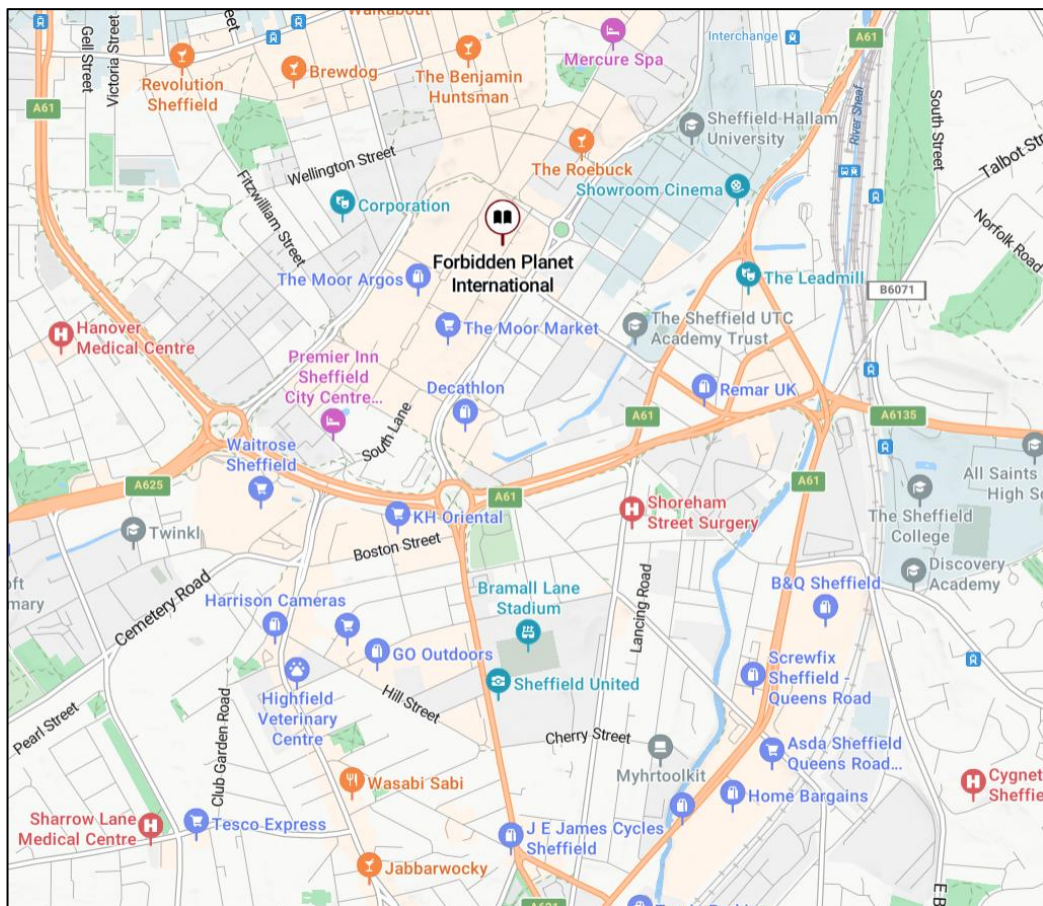 Walkabout
Gell Street
Victoria Street
Revolution
Sheffield
Brewdog
The Benjamin
Huntsman
Mercure Spa
Interchange
A61
A61
River Sheaf
South Street
Talbot Str
Norfolk Road
Sheffield Hallam
University
The Roebuck
Showroom Cinema
Wellington Street
Fitzwilliam Street
Corporation
Forbidden Planet
International
The Moor Argos
The Leadmill
B6071
Hanover
Medical Centre
The Moor Market
The Sheffield UTC
Academy Trust
Premier Inn
Sheffield
City Centre...
Decathlon
Remar UK
A61
A6135
South Lane
Waitrose
Sheffield
A625
A61
A61
All Saints
High Sc
KH Oriental
Shoreham
Street Surgery
The Sheffield
College
Twinkl
Boston Street
Discovery
Academy
oft
mary
Cemetery Road
Harrison Cameras
Bramall Lane
Stadium
Lancing Road
B&Q Sheffield
GO Outdoors
Highfield
Veterinary
Centre
Hill Street
Sheffield United
Screwfix
Sheffield -
Queens Road
Pearl Street
Club Garden Road
Cherry Street
Myhrtoolkit
Asda Sheffield
Queens Road...
Wasabi Sabi
Home Bargains
Cygnet
Sheffie
Sharrow Lane
Medical Centre
Tesco Express
J E James Cycles
Sheffield
Jabbarwocky
A621
E B